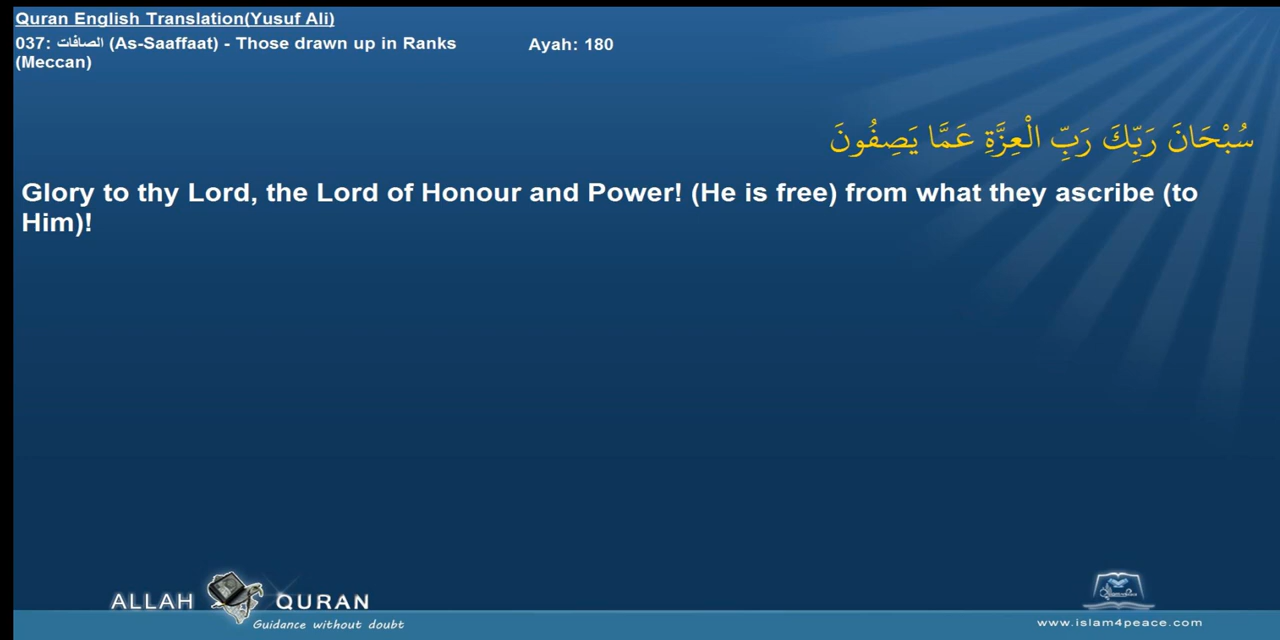 Quran English Translation(Yusuf Ali)
037: الصافات (As-Saaffaat) - Those drawn up in Ranks (Meccan)
Ayah: 180
سُبْحَانَ رَبِّكَ رَبِّ الْعِزَّةِ عَمَّا يَصِفُونَ
Glory to thy Lord, the Lord of Honour and Power! (He is free) from what they ascribe (to
Him)!
ALLAH QURAN
Guidance without doubt
www.islam4peace.com